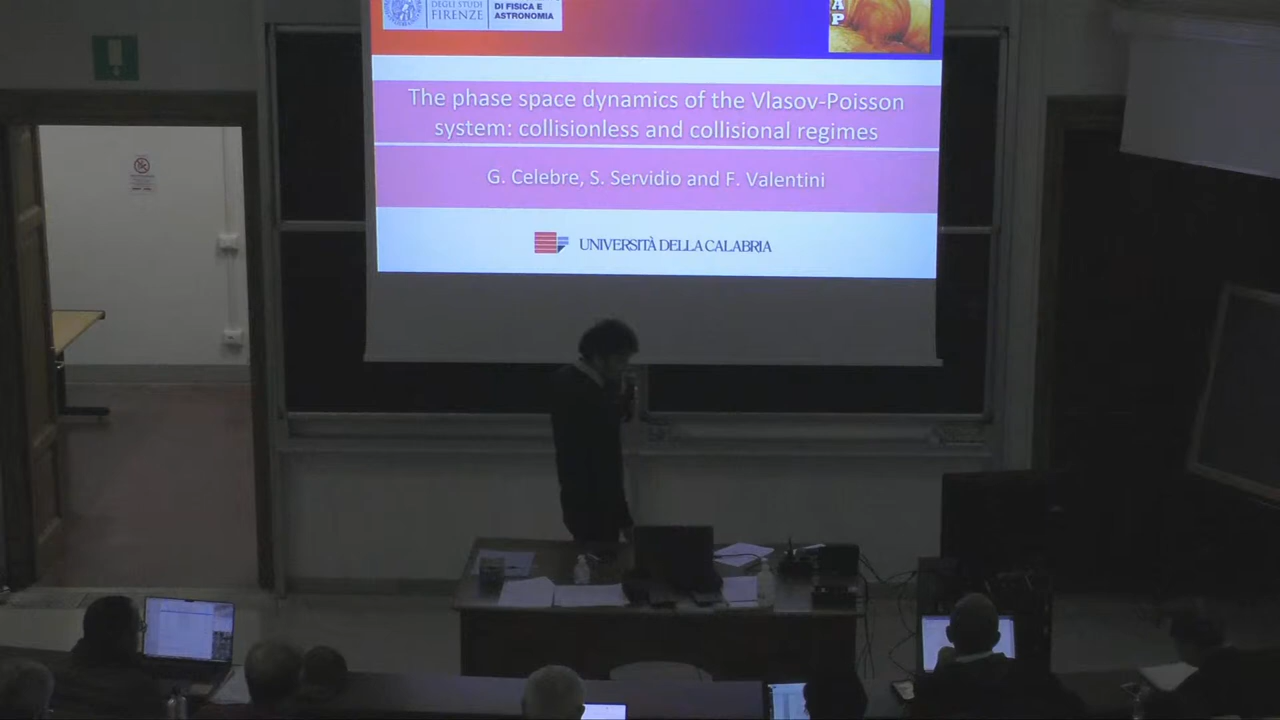 DEGLI STUDI
FIRENZE
DI FISICA E
ASTRONOMIA
A
P
The phase space dynamics of the Vlasov-Poisson
system: collisionless and collisional regimes
G. Celebre, S. Servidio and F. Valentini
UNIVERSITÀ DELLA CALABRIA